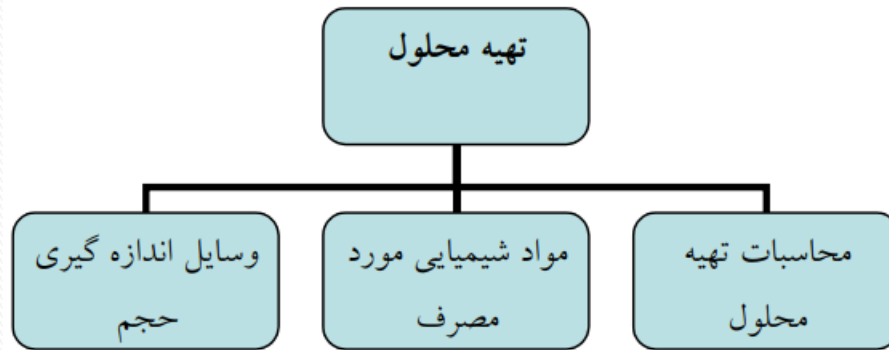 تهیه محلول
محاسبات تهیه
محلول
مواد شیمیایی مورد
مصرف
وسایل اندازه گیری
حجم